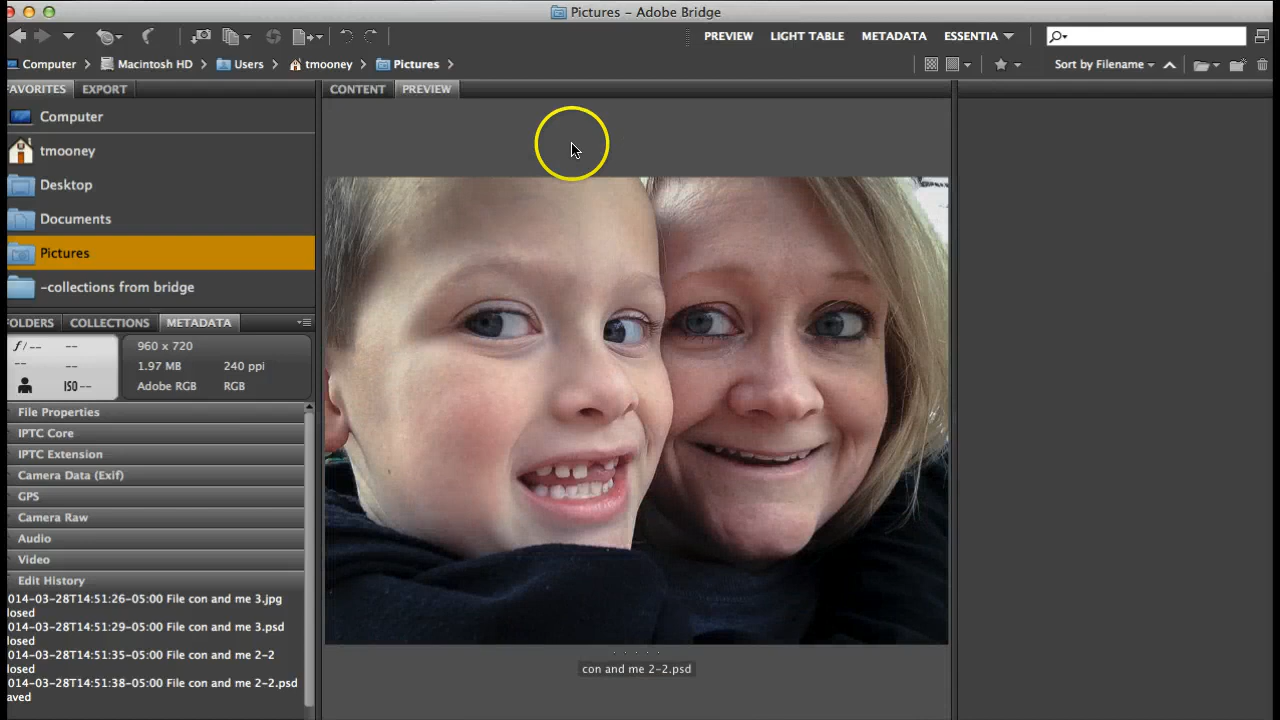 Pictures – Adobe Bridge
PREVIEW LIGHT TABLE METADATA ESSENTIA
Computer Macintosh HD Users tmooney Pictures
Sort by Filename
FAVORITES EXPORT
CONTENT PREVIEW
Computer
tmooney
Desktop
Documents
Pictures
-collections from bridge
FOLDERS COLLECTIONS METADATA
f/-- --
-- --
ISO --
960 x 720
1.97 MB 240 ppi
Adobe RGB RGB
File Properties
IPTC Core
IPTC Extension
Camera Data (Exif)
GPS
Camera Raw
Audio
Video
Edit History
014-03-28T14:51:26-05:00 File con and me 3.jpg
losed
014-03-28T14:51:29-05:00 File con and me 3.psd
losed
014-03-28T14:51:35-05:00 File con and me 2-2
losed
014-03-28T14:51:38-05:00 File con and me 2-2.psd
aved
con and me 2-2.psd